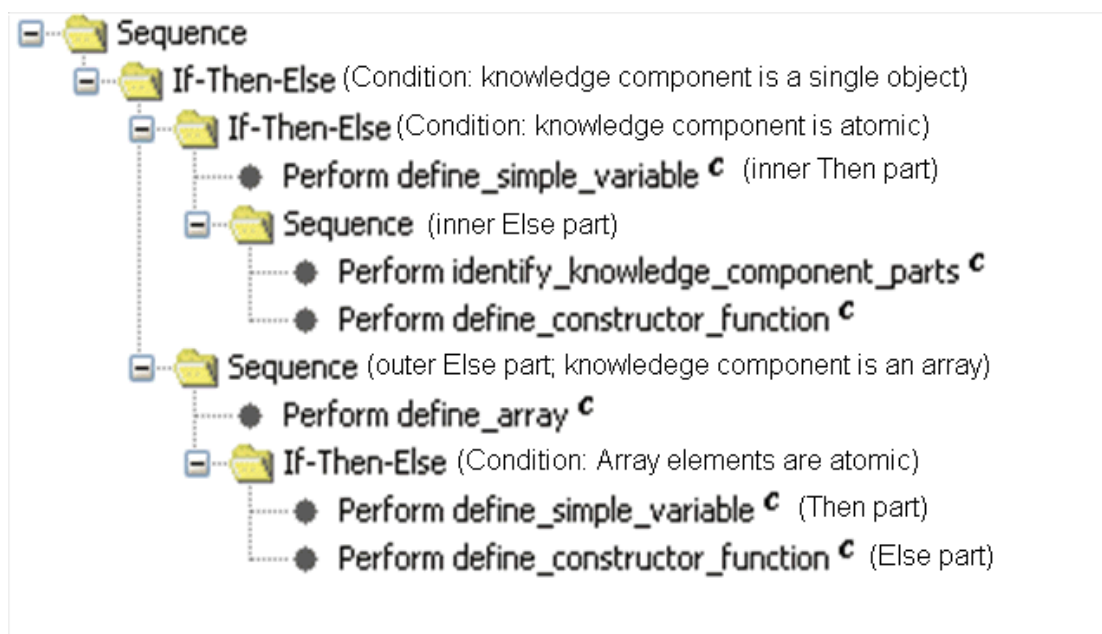 Sequence
If-Then-Else (Condition: knowledge component is a single object)
If-Then-Else (Condition: knowledge component is atomic)
Perform define_simple_variable c (inner Then part)
Sequence (inner Else part)
Perform identify_knowledge_component_parts c
Perform define_constructor_function c
Sequence (outer Else part; knowledege component is an array)
Perform define_array c
If-Then-Else (Condition: Array elements are atomic)
Perform define_simple_variable c (Then part)
Perform define_constructor_function c (Else part)